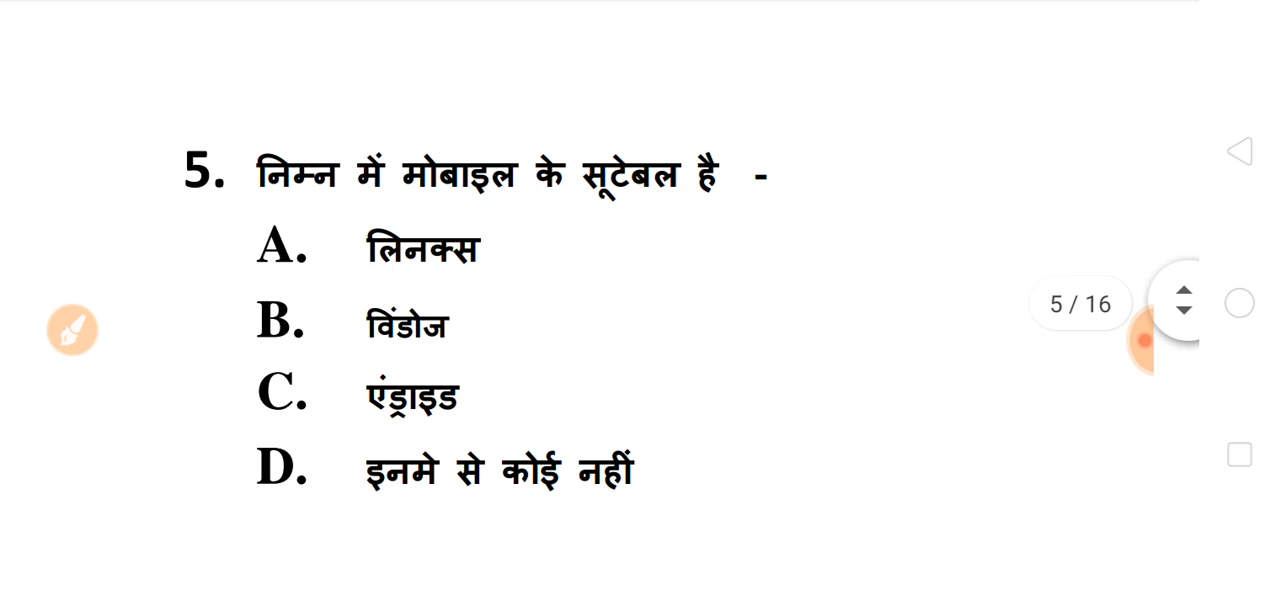 5. निम्न में मोबाइल के सूटेबल है -
A. लिनक्स
B. विंडोज
C. एंड्राइड
D. इनमे से कोई नहीं
5 / 16